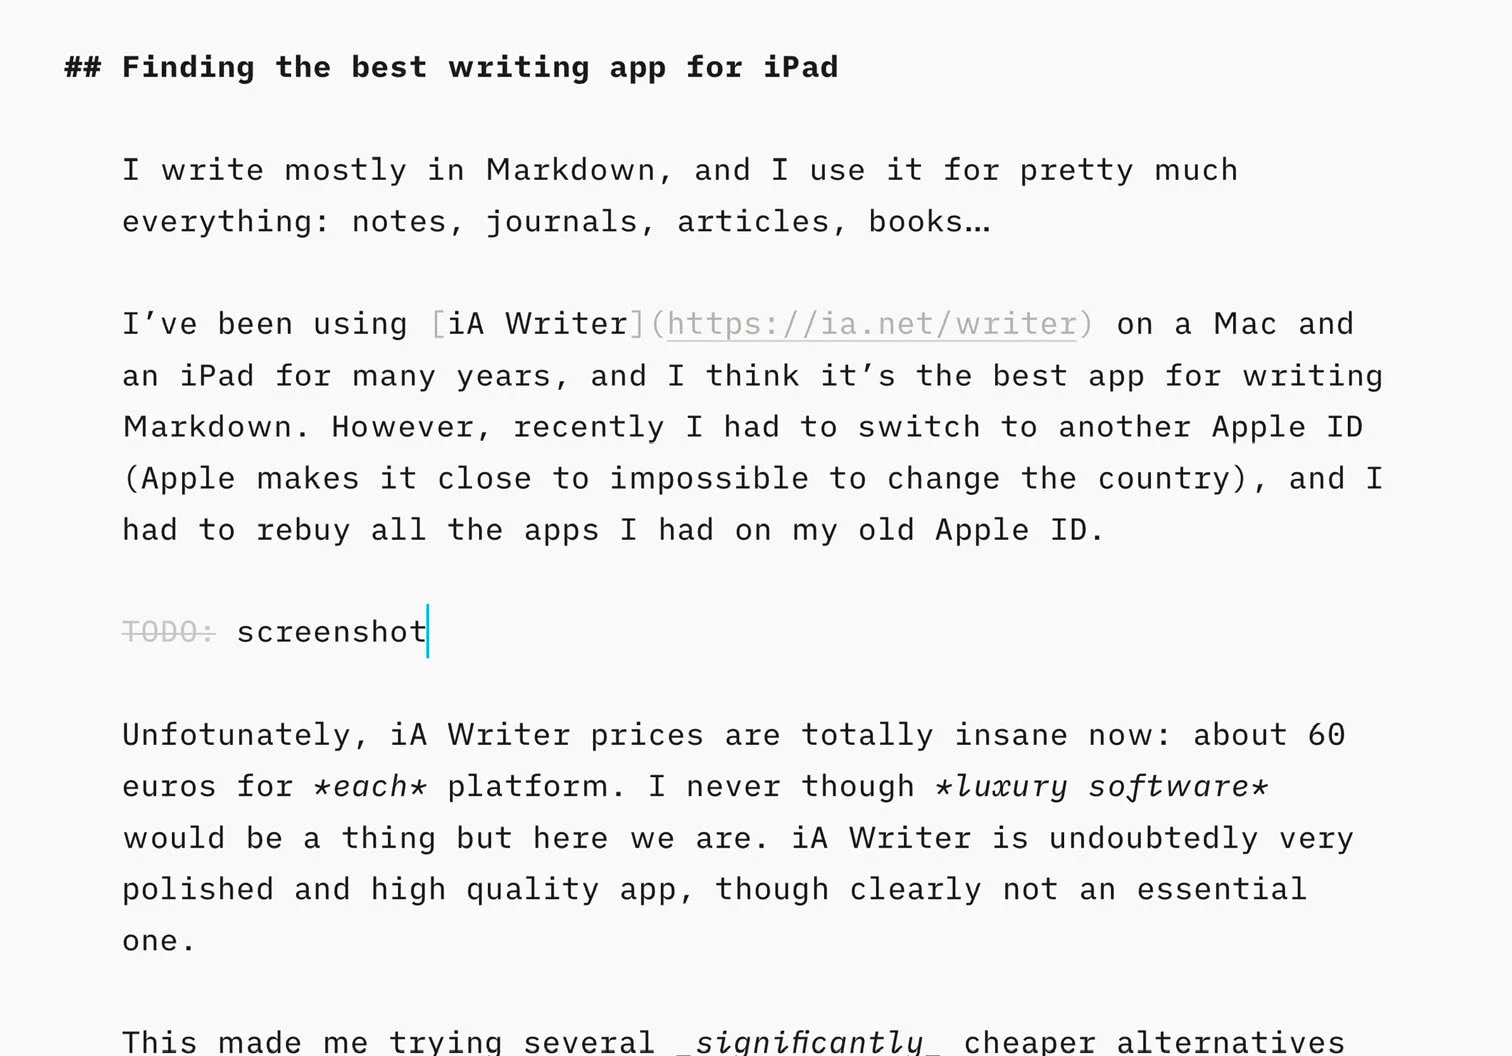 ## Finding the best writing app for iPad
I write mostly in Markdown, and I use it for pretty much
everything: notes, journals, articles, books…
I’ve been using [iA Writer](https://ia.net/writer) on a Mac and
an iPad for many years, and I think it’s the best app for writing
Markdown. However, recently I had to switch to another Apple ID
(Apple makes it close to impossible to change the country), and I
had to rebuy all the apps I had on my old Apple ID.
TODO: screenshot
Unfotunately, iA Writer prices are totally insane now: about 60
euros for *each* platform. I never though *luxury software*
would be a thing but here we are. iA Writer is undoubtedly very
polished and high quality app, though clearly not an essential
one.
This made me trying several _significantly_ cheaper alternatives